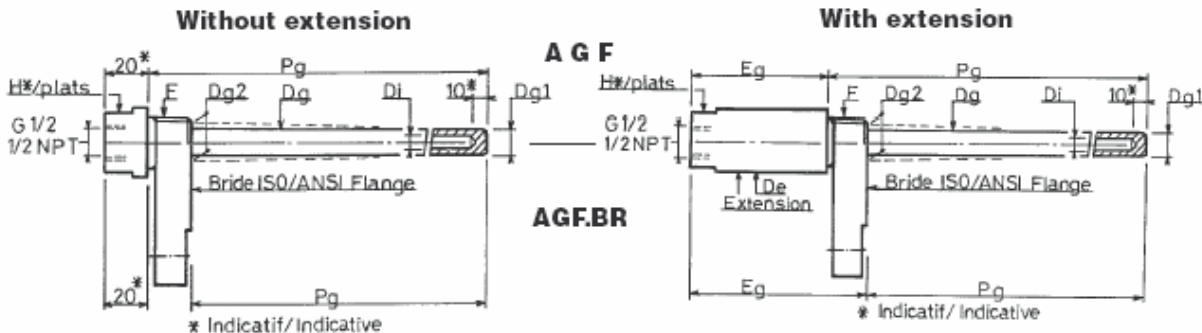 Without extension
With extension
A G F
20* Pg
H*/plats F Dg2 Dg Di 10* Dg1
G 1/2
1/2 NPT
Bride ISO/ANSI Flange
20* Pg
* Indicatif/Indicative
AGF.BR
Eg Pg
H*/plats F Dg2 Dg Di 10* Dg1
G 1/2
1/2 NPT
Bride ISO/ANSI Flange
De
Extension
Eg Pg
* Indicatif/Indicative